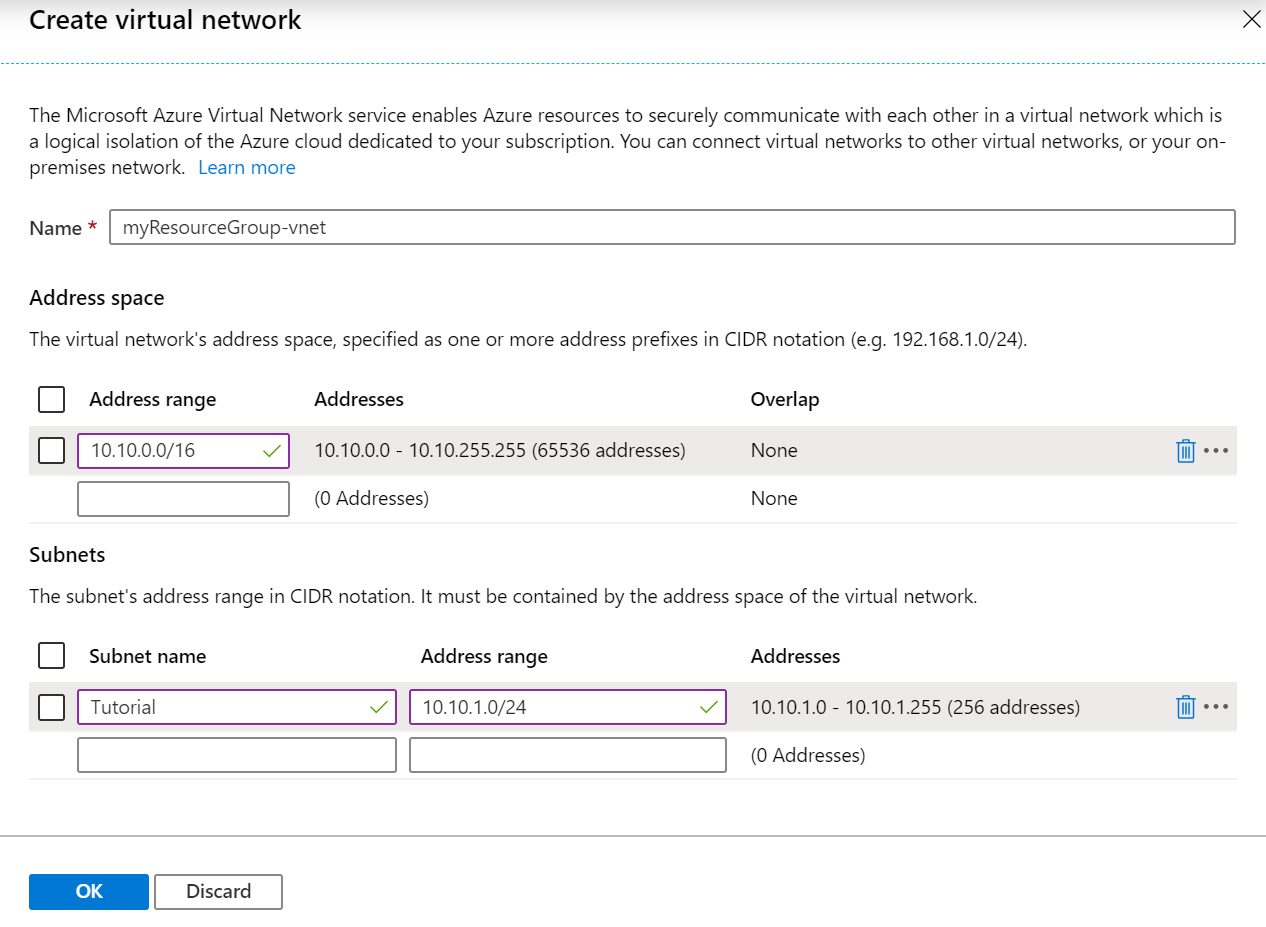 Create virtual network
The Microsoft Azure Virtual Network service enables Azure resources to securely communicate with each other in a virtual network which is
a logical isolation of the Azure cloud dedicated to your subscription. You can connect virtual networks to other virtual networks, or your on-
premises network. Learn more
Name * myResourceGroup-vnet
Address space
The virtual network's address space, specified as one or more address prefixes in CIDR notation (e.g. 192.168.1.0/24).
Address range Addresses Overlap
10.10.0.0/16 10.10.0.0 - 10.10.255.255 (65536 addresses) None
(0 Addresses) None
Subnets
The subnet's address range in CIDR notation. It must be contained by the address space of the virtual network.
Subnet name Address range Addresses
Tutorial 10.10.1.0/24 10.10.1.0 - 10.10.1.255 (256 addresses)
(0 Addresses)
OK Discard